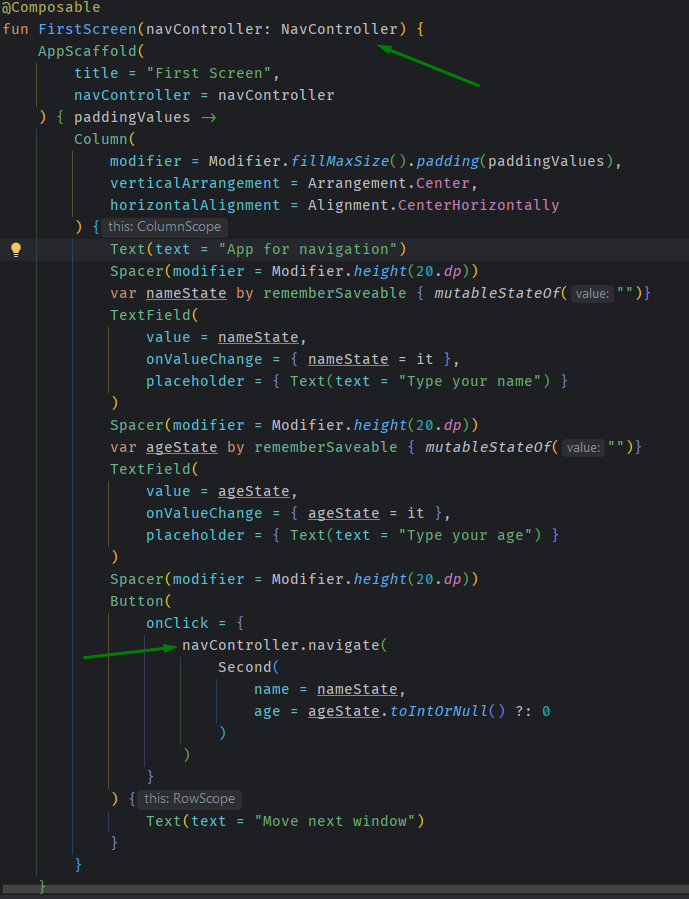 @Composable
fun FirstScreen(navController: NavController) {
    AppScaffold(
        title = "First Screen",
        navController = navController
    ) { paddingValues ->
        Column(
            modifier = Modifier.fillMaxSize().padding(paddingValues),
            verticalArrangement = Arrangement.Center,
            horizontalAlignment = Alignment.CenterHorizontally
        ) { this: ColumnScope
            Text(text = "App for navigation")
            Spacer(modifier = Modifier.height(20.dp))
            var nameState by rememberSaveable { mutableStateOf( value: "")}
            TextField(
                value = nameState,
                onValueChange = { nameState = it },
                placeholder = { Text(text = "Type your name") }
            )
            Spacer(modifier = Modifier.height(20.dp))
            var ageState by rememberSaveable { mutableStateOf( value: "")}
            TextField(
                value = ageState,
                onValueChange = { ageState = it },
                placeholder = { Text(text = "Type your age") }
            )
            Spacer(modifier = Modifier.height(20.dp))
            Button(
                onClick = {
                    navController.navigate(
                        Second(
                            name = nameState,
                            age = ageState.toIntOrNull() ?: 0
                        )
                    )
                }
            ) { this: RowScope
                Text(text = "Move next window")
            }
        }
    }